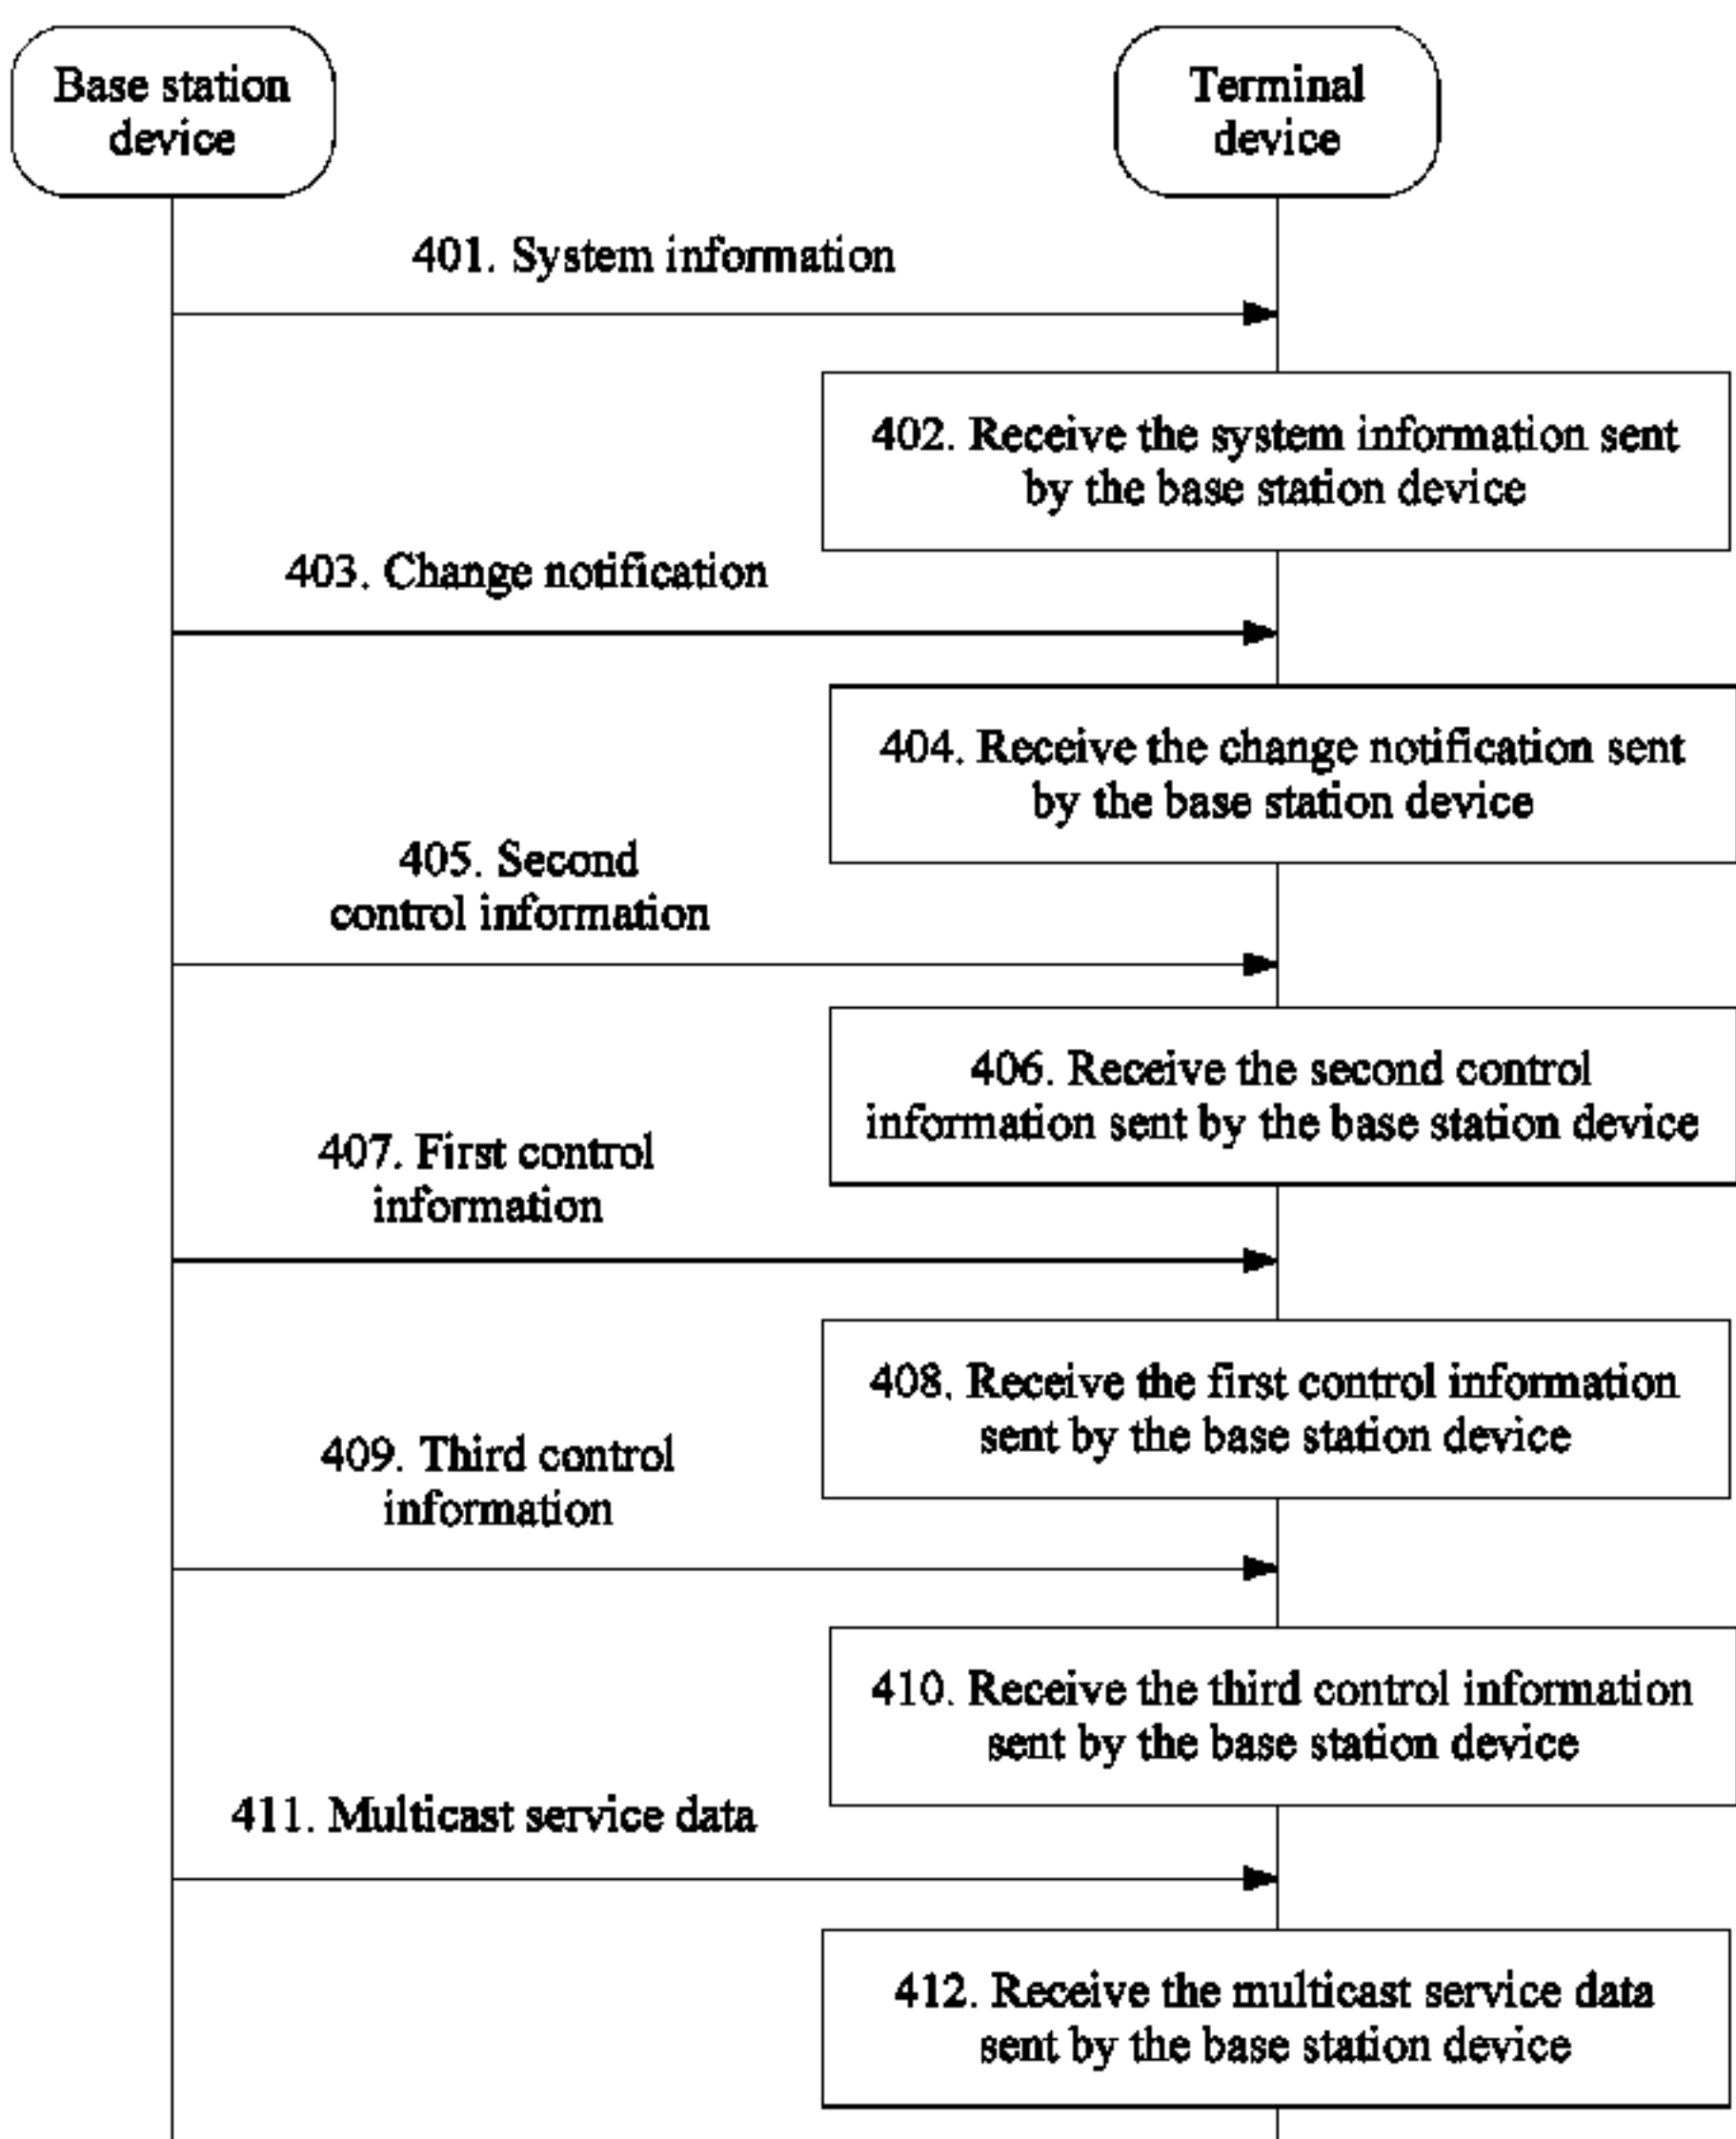 Base station
device
Terminal
device
401. System information
402. Receive the system information sent
by the base station device
403. Change notification
404. Receive the change notification sent
by the base station device
405. Second
control information
406. Receive the second control
information sent by the base station device
407. First control
information
408. Receive the first control information
sent by the base station device
409. Third control
information
410. Receive the third control information
sent by the base station device
411. Multicast service data
412. Receive the multicast service data
sent by the base station device